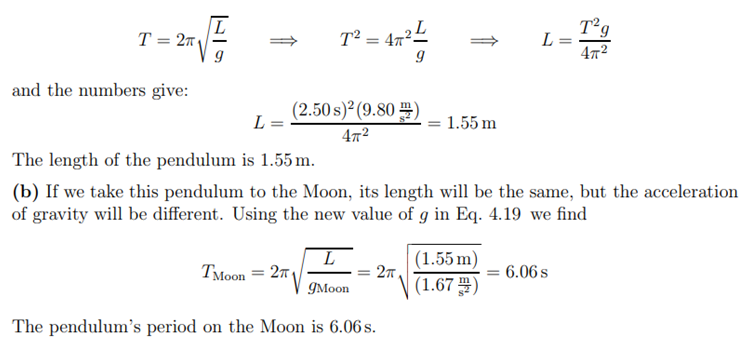 T = 2π√(L/g) ⟹ T² = 4π² L/g ⟹ L = T²g/4π²
and the numbers give:
L = (2.50 s)²(9.80 m/s²)/4π² = 1.55 m
The length of the pendulum is 1.55 m.
(b) If we take this pendulum to the Moon, its length will be the same, but the acceleration
of gravity will be different. Using the new value of g in Eq. 4.19 we find
T_Moon = 2π√(L/g_Moon) = 2π√((1.55 m)/(1.67 m/s²)) = 6.06 s
The pendulum's period on the Moon is 6.06 s.